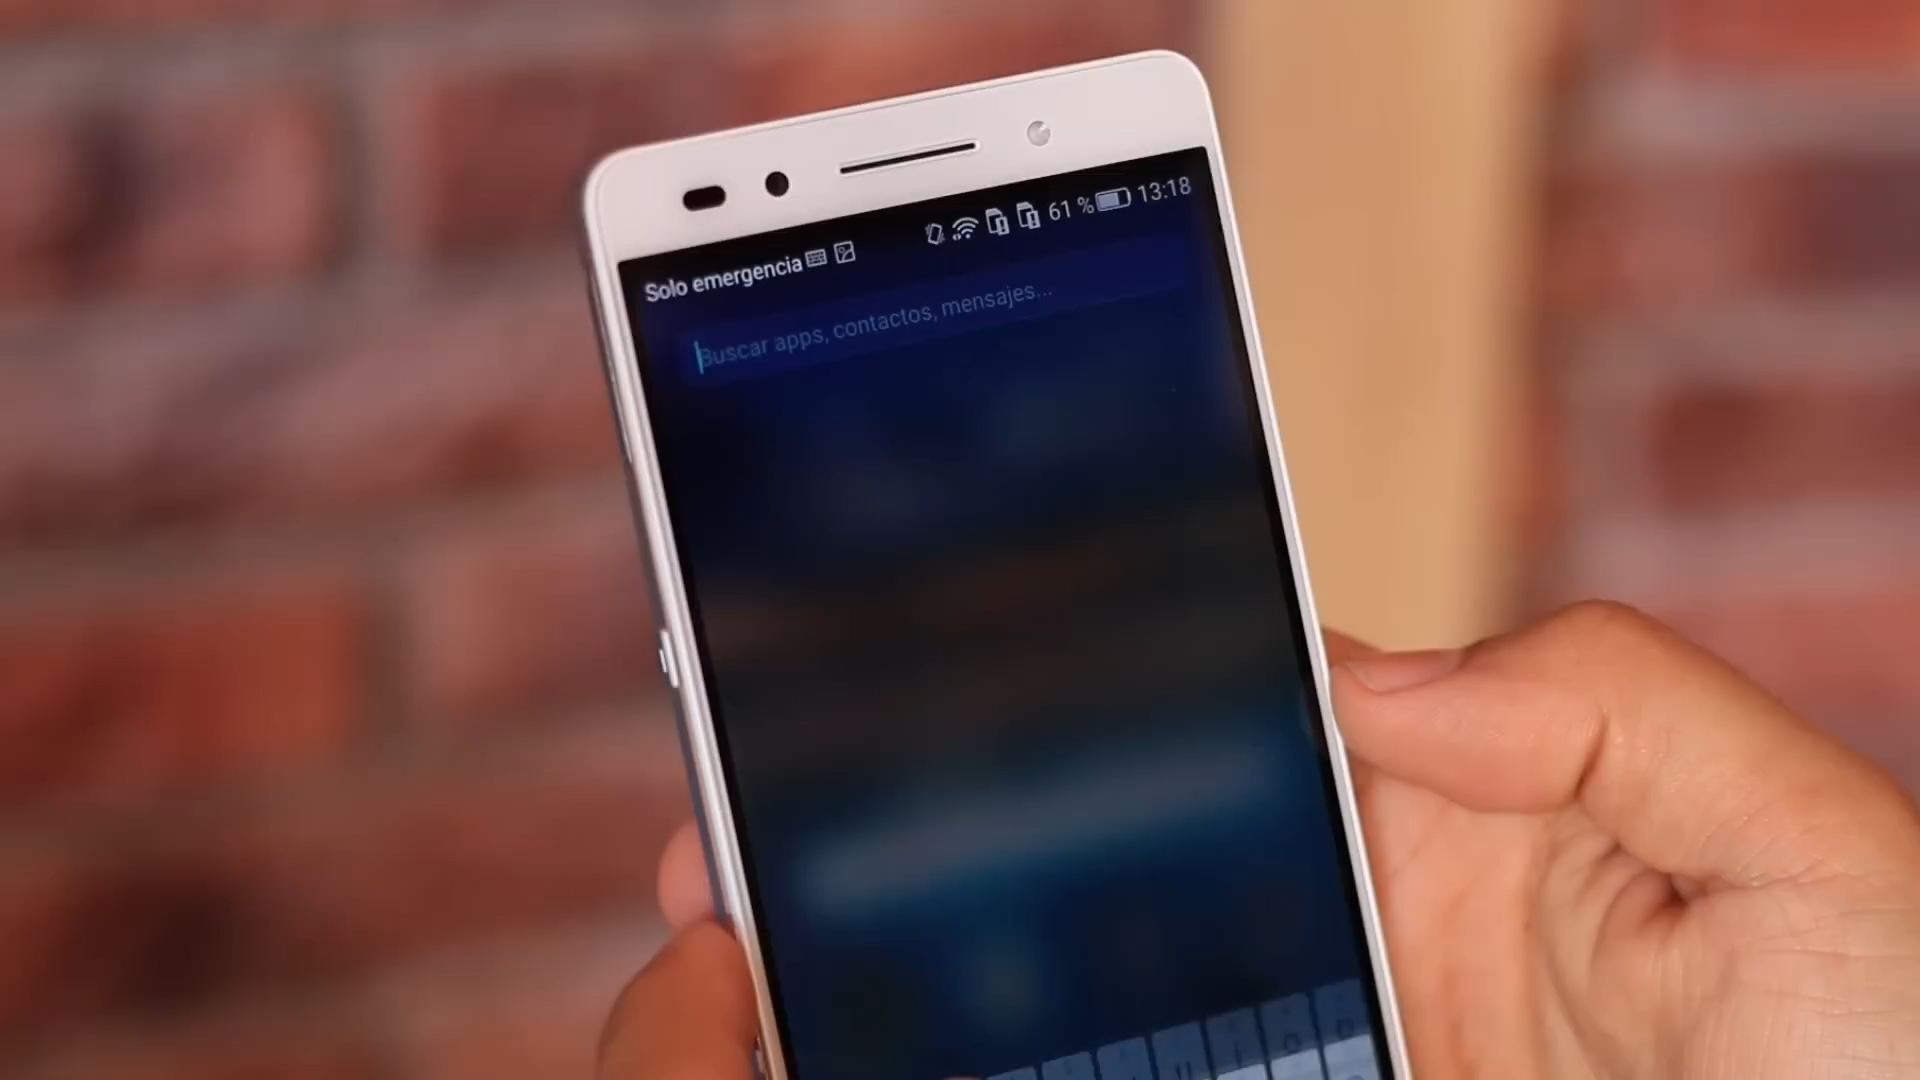 Solo emergencia 61 % 13:18
Buscar apps, contactos, mensajes...